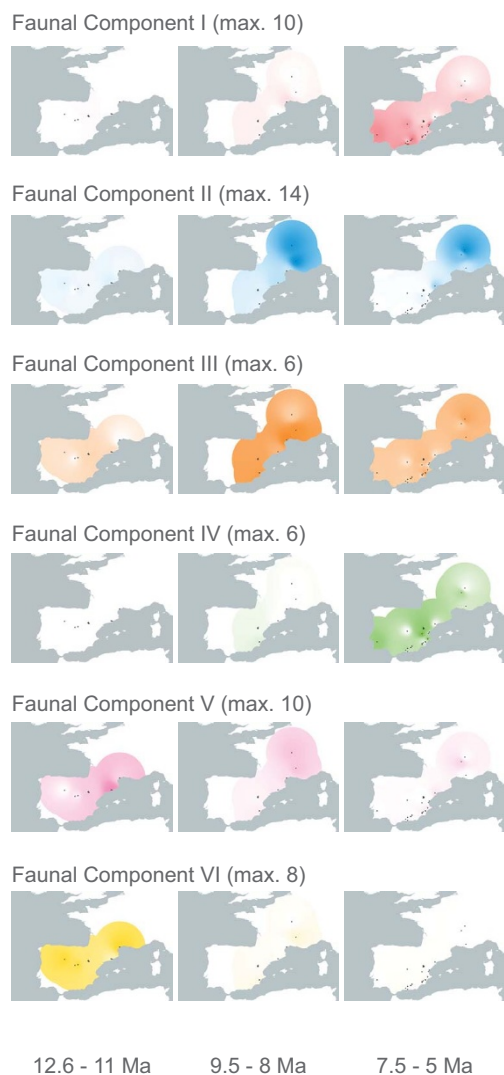 Faunal Component I (max. 10)
Faunal Component II (max. 14)
Faunal Component III (max. 6)
Faunal Component IV (max. 6)
Faunal Component V (max. 10)
Faunal Component VI (max. 8)
12.6 - 11 Ma 9.5 - 8 Ma 7.5 - 5 Ma